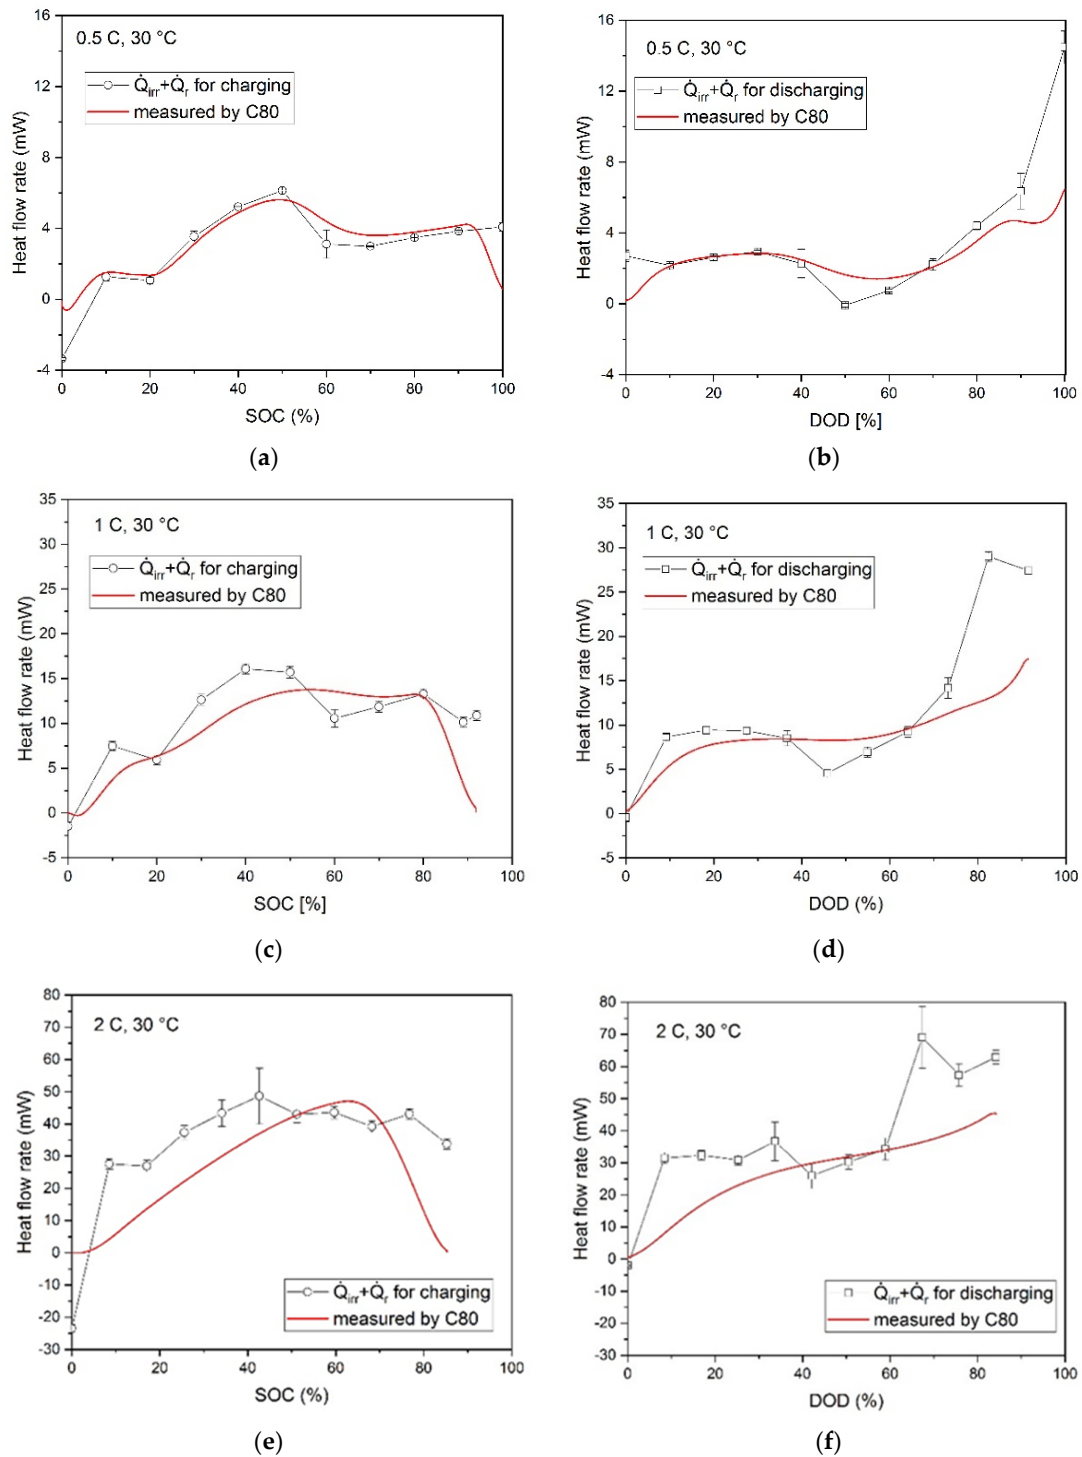 0.5 C, 30 °C
Q̇irr+Q̇r for charging
measured by C80
Heat flow rate (mW)
16
12
8
4
0
-4
0 20 40 60 80 100
SOC (%)
(a)
0.5 C, 30 °C
Q̇irr+Q̇r for discharging
measured by C80
Heat flow rate (mW)
16
12
8
4
0
-4
0 20 40 60 80 100
DOD [%]
(b)
1 C, 30 °C
Q̇irr+Q̇r for charging
measured by C80
Heat flow rate (mW)
35
30
25
20
15
10
5
0
-5
0 20 40 60 80 100
SOC [%]
(c)
1 C, 30 °C
Q̇irr+Q̇r for discharging
measured by C80
Heat flow rate (mW)
35
30
25
20
15
10
5
0
-5
0 20 40 60 80 100
DOD (%)
(d)
2 C, 30 °C
Q̇irr+Q̇r for charging
measured by C80
Heat flow rate (mW)
80
70
60
50
40
30
20
10
0
-10
-20
-30
0 20 40 60 80 100
SOC (%)
(e)
2 C, 30 °C
Q̇irr+Q̇r for discharging
measured by C80
Heat flow rate (mW)
80
70
60
50
40
30
20
10
0
-10
-20
-30
0 20 40 60 80 100
DOD (%)
(f)